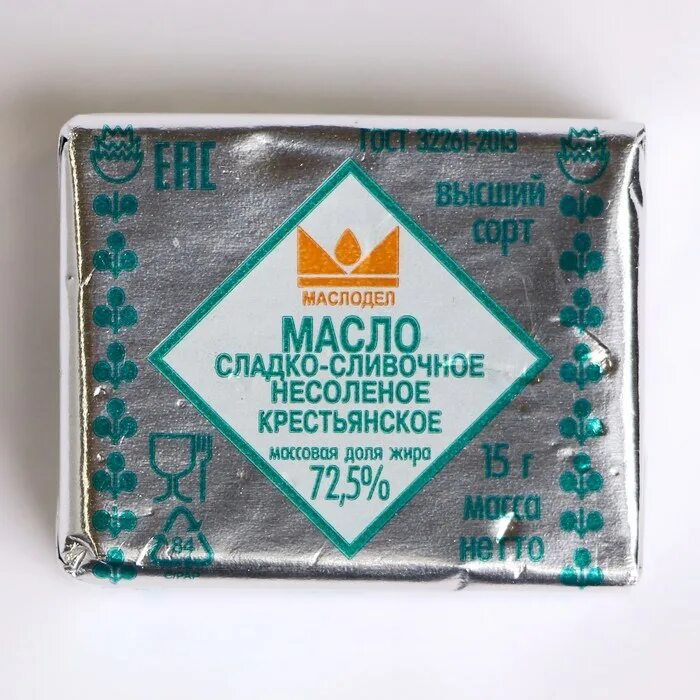 ГОСТ 32261-2013
ЕАС
ВЫСШИЙ
СОРТ
МАСЛОДЕЛ
МАСЛО
СЛАДКО-СЛИВОЧНОЕ
НЕСОЛЕНОЕ
КРЕСТЬЯНСКОЕ
массовая доля жира
72,5%
15 г
масса
нетто
84
C/PAP